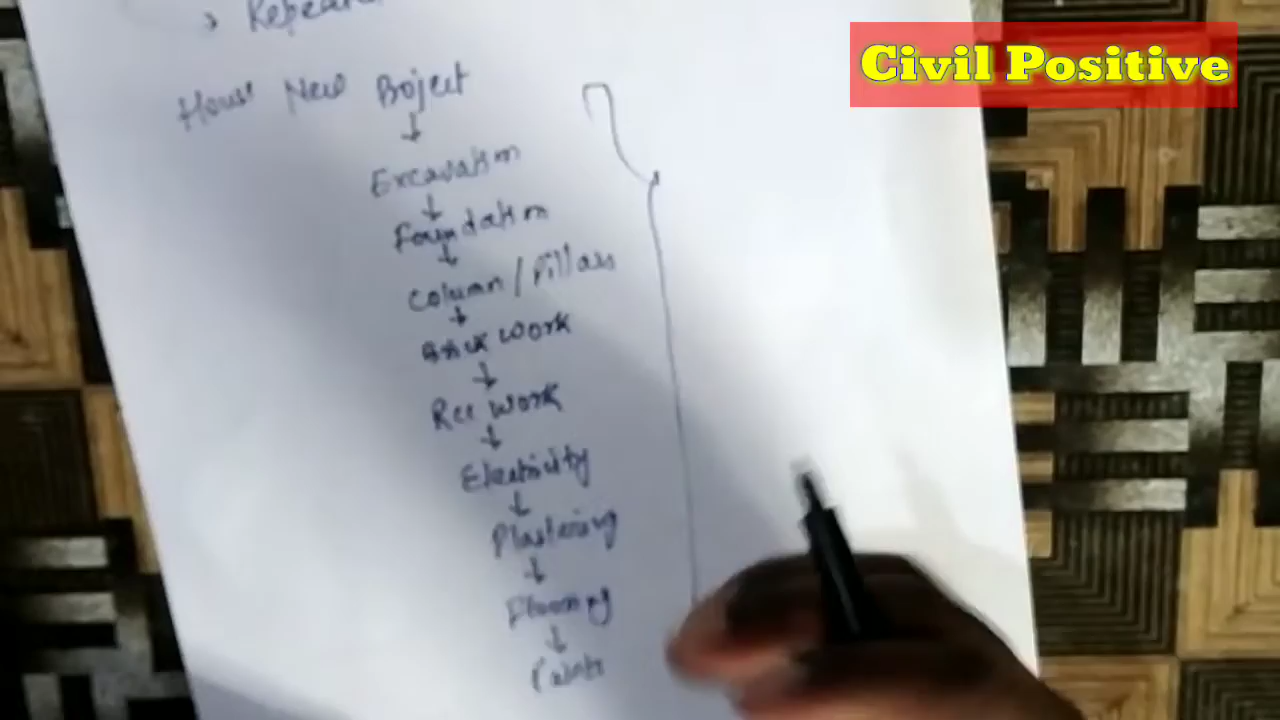 Civil Positive
House New Project
↓
Excavation
↓
Foundation
↓
Column / Pillars
↓
Brick work
↓
Rcc work
↓
Electricity
↓
Plastering
↓
Flooring
↓